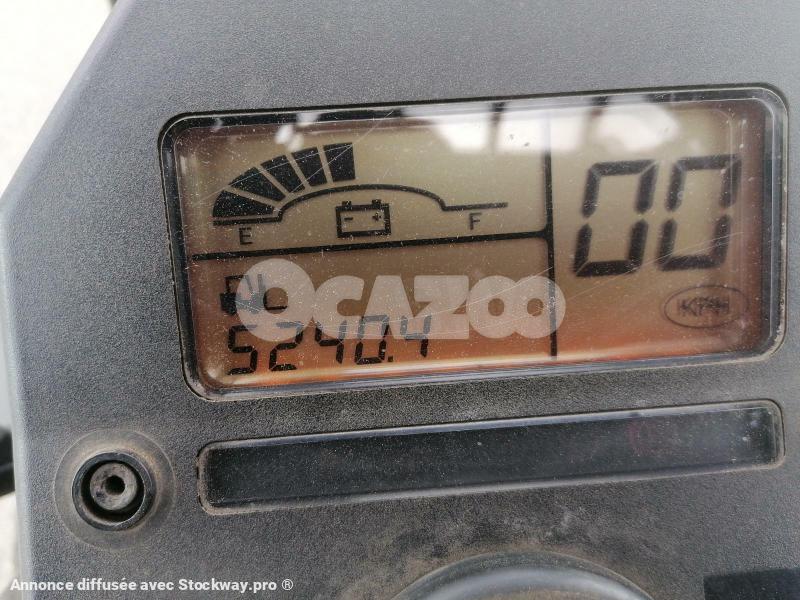 E F
00
OCAZOO
5240.4
KPH
Annonce diffusée avec Stockway.pro ®